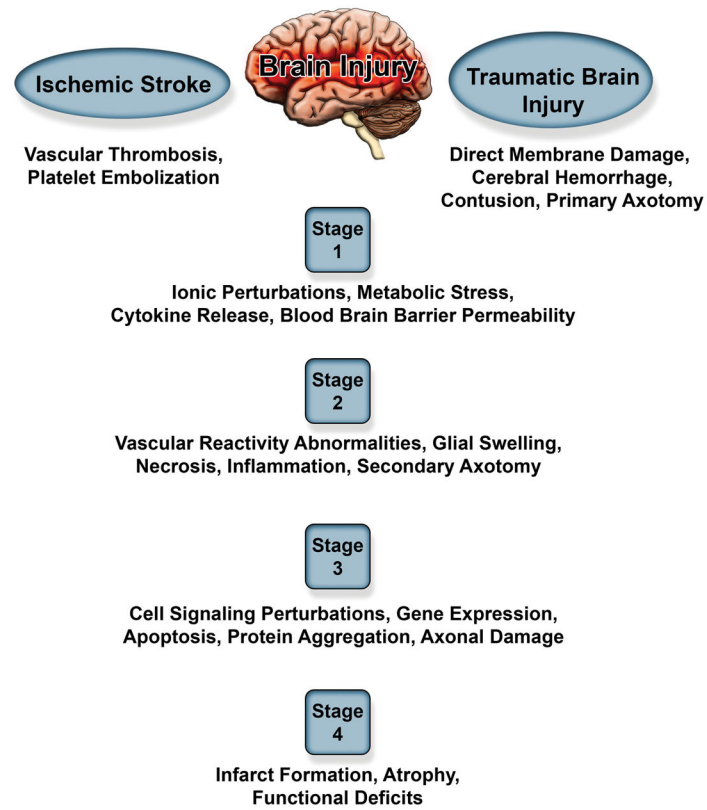 Brain Injury
Ischemic Stroke
Vascular Thrombosis,
Platelet Embolization
Traumatic Brain
Injury
Direct Membrane Damage,
Cerebral Hemorrhage,
Contusion, Primary Axotomy
Stage
1
Ionic Perturbations, Metabolic Stress,
Cytokine Release, Blood Brain Barrier Permeability
Stage
2
Vascular Reactivity Abnormalities, Glial Swelling,
Necrosis, Inflammation, Secondary Axotomy
Stage
3
Cell Signaling Perturbations, Gene Expression,
Apoptosis, Protein Aggregation, Axonal Damage
Stage
4
Infarct Formation, Atrophy,
Functional Deficits